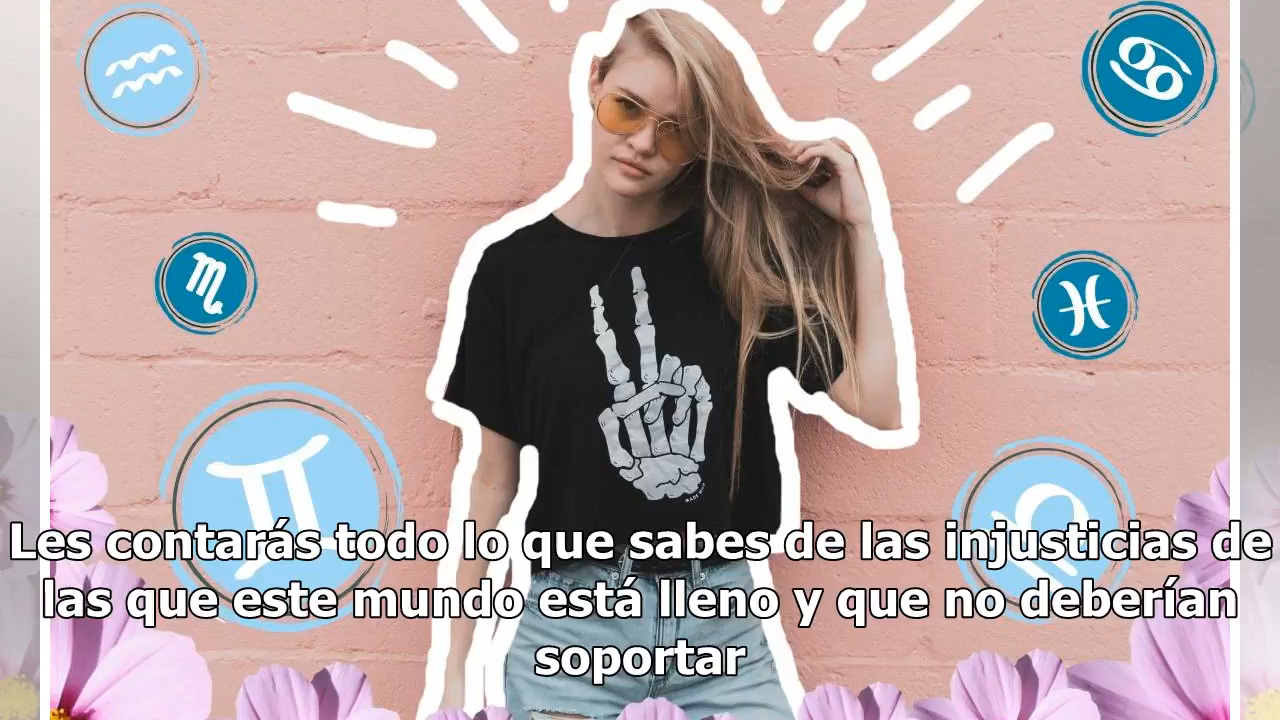 Les contarás todo lo que sabes de las injusticias de
las que este mundo está lleno y que no deberían
soportar